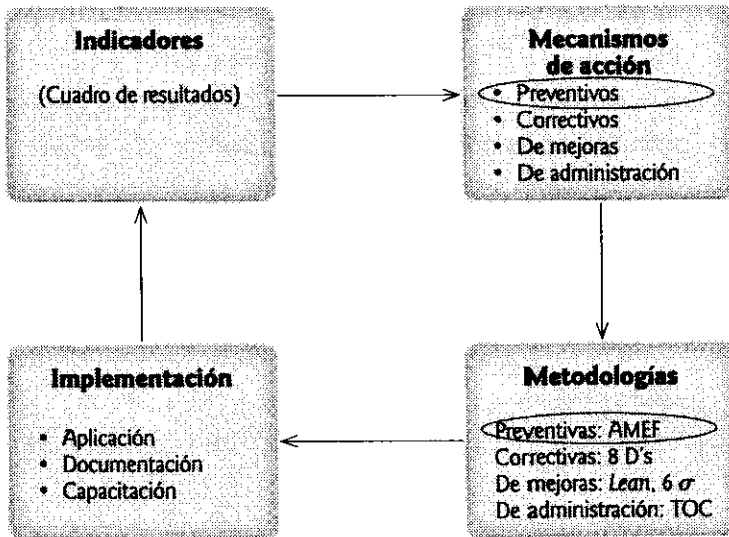 Indicadores
(Cuadro de resultados)
Mecanismos
de acción
• Preventivos
• Correctivos
• De mejoras
• De administración
Implementación
• Aplicación
• Documentación
• Capacitación
Metodologías
Preventivas: AMEF
Correctivas: 8 D's
De mejoras: Lean, 6 σ
De administración: TOC